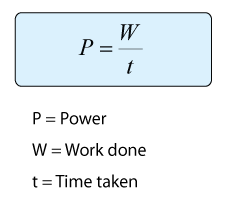 P = W/t
P = Power
W = Work done
t = Time taken